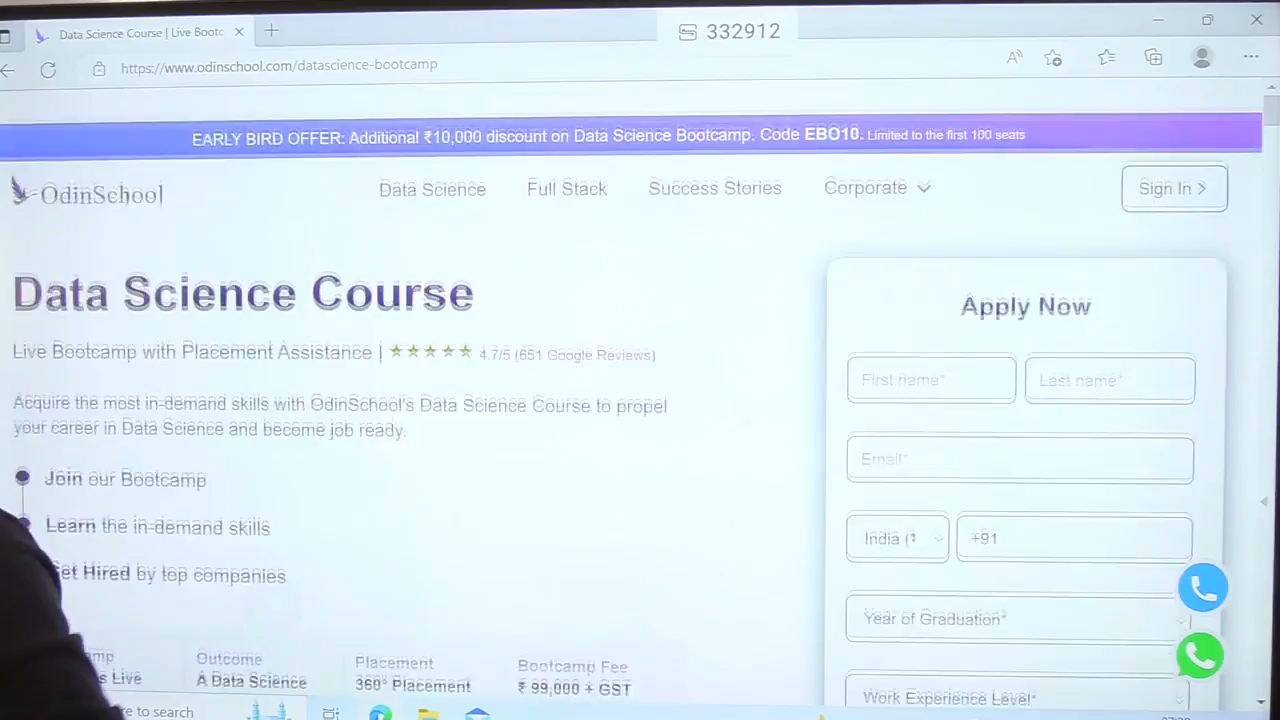 Data Science Course | Live Bootc
332912
https://www.odinschool.com/datascience-bootcamp
EARLY BIRD OFFER: Additional ₹10,000 discount on Data Science Bootcamp. Code EBO10. Limited to the first 100 seats
OdinSchool
Data Science
Full Stack
Success Stories
Corporate
Sign In >
Data Science Course
Live Bootcamp with Placement Assistance | ★★★★★ 4.7/5 (651 Google Reviews)
Acquire the most in-demand skills with OdinSchool's Data Science Course to propel
your career in Data Science and become job ready.
Join our Bootcamp
Learn the in-demand skills
et Hired by top companies
Apply Now
First name*
Last name*
Email*
India (
+91
Year of Graduation*
Work Experience Level*
Outcome
A Data Science
Placement
360° Placement
Bootcamp Fee
₹ 99,000 + GST
Live
re to search